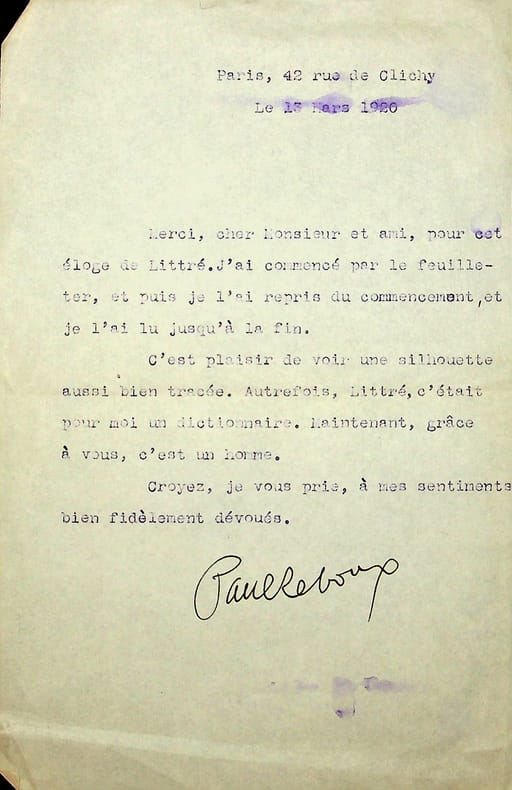 Paris, 42 rue de Clichy
Le 13 Mars 1920
Merci, cher Monsieur et ami, pour cet
éloge de Littré.J'ai commencé par le feuille-
ter, et puis je l'ai repris du commencement,et
je l'ai lu jusqu'à la fin.
C'est plaisir de voir une silhouette
aussi bien tracée. Autrefois, Littré,c'était
pour moi un dictionnaire. Maintenant, grâce
à vous, c'est un homme.
Croyez, je vous prie, à mes sentiments
bien fidèlement dévoués.
Paul Reboux